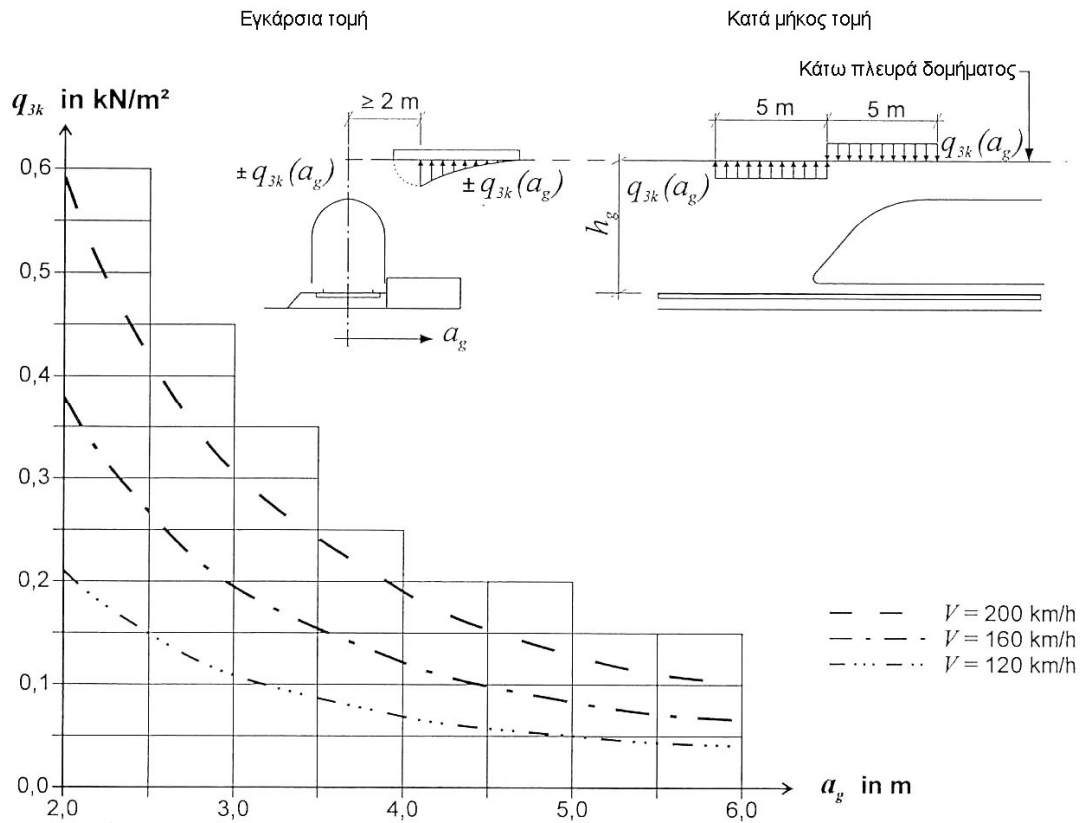 Εγκάρσια τομή
Κατά μήκος τομή
Κάτω πλευρά δομήματος
q3k in kN/m²
≥ 2 m
5 m
5 m
± q3k(ag)
± q3k(ag)
q3k(ag)
q3k(ag)
hg
ag
0,6
0,5
0,4
0,3
0,2
0,1
0,0
V = 200 km/h
V = 160 km/h
V = 120 km/h
2,0
3,0
4,0
5,0
6,0
ag in m